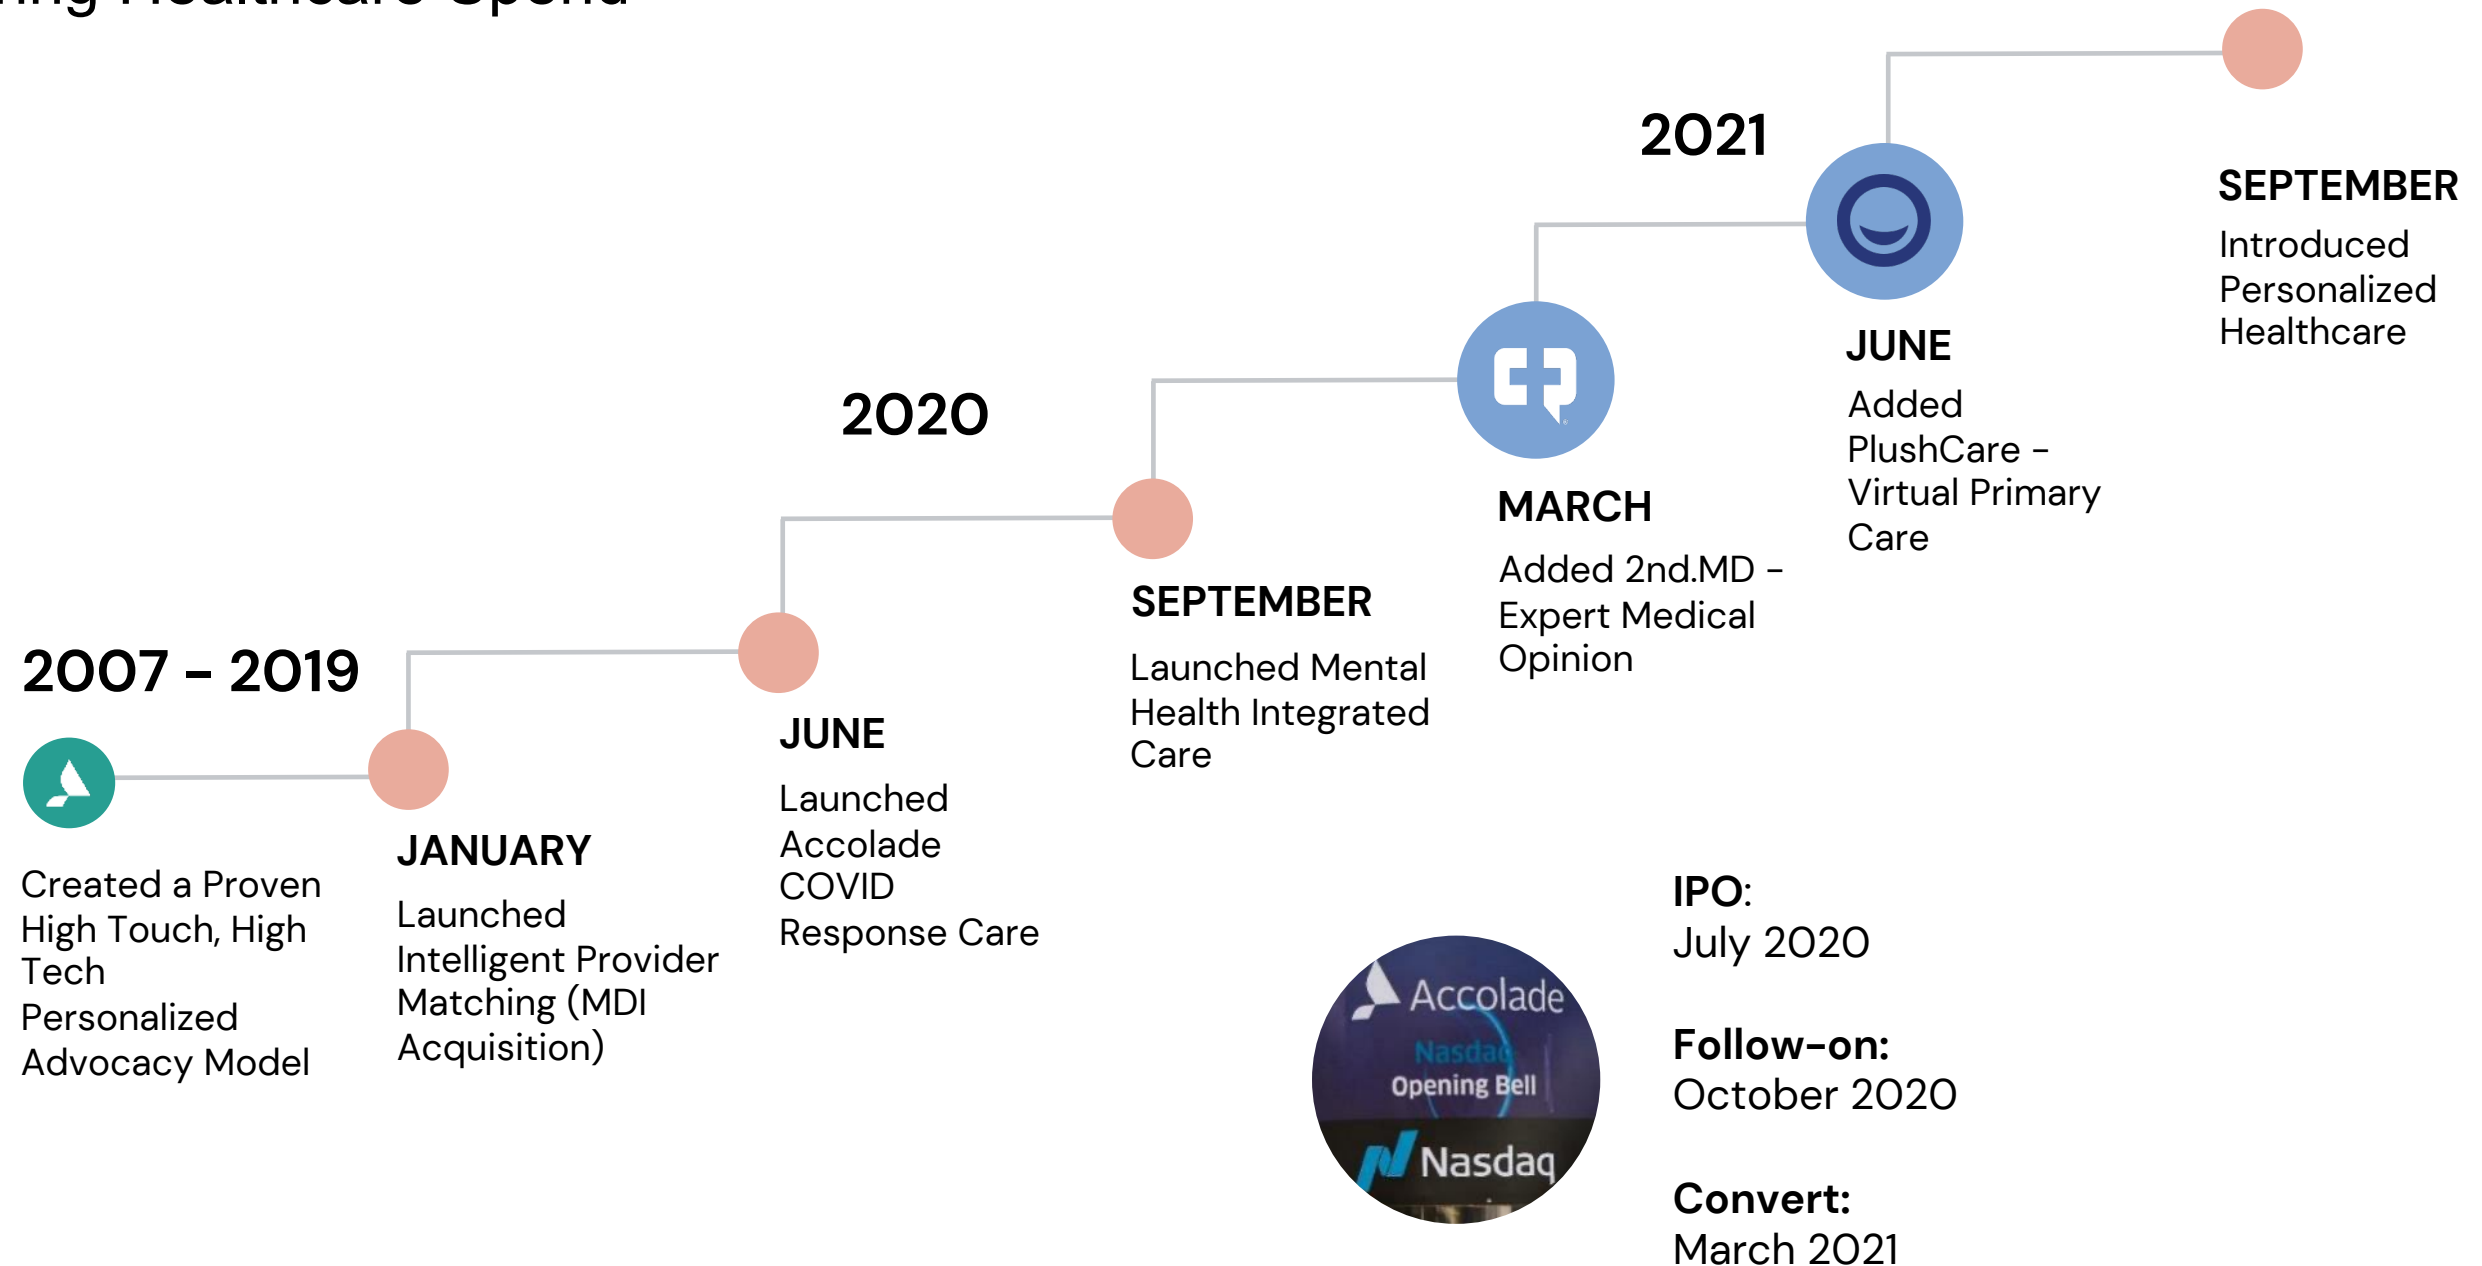 Healthcare Spend
2007 - 2019
Created a Proven
High Touch, High
Tech
Personalized
Advocacy Model
JANUARY
Launched
Intelligent Provider
Matching (MDI
Acquisition)
2020
JUNE
Launched
Accolade
COVID
Response Care
SEPTEMBER
Launched Mental
Health Integrated
Care
2021
MARCH
Added 2nd.MD -
Expert Medical
Opinion
JUNE
Added
PlushCare -
Virtual Primary
Care
SEPTEMBER
Introduced
Personalized
Healthcare
Accolade
Nasdaq
Opening Bell
Nasdaq
IPO:
July 2020
Follow-on:
October 2020
Convert:
March 2021